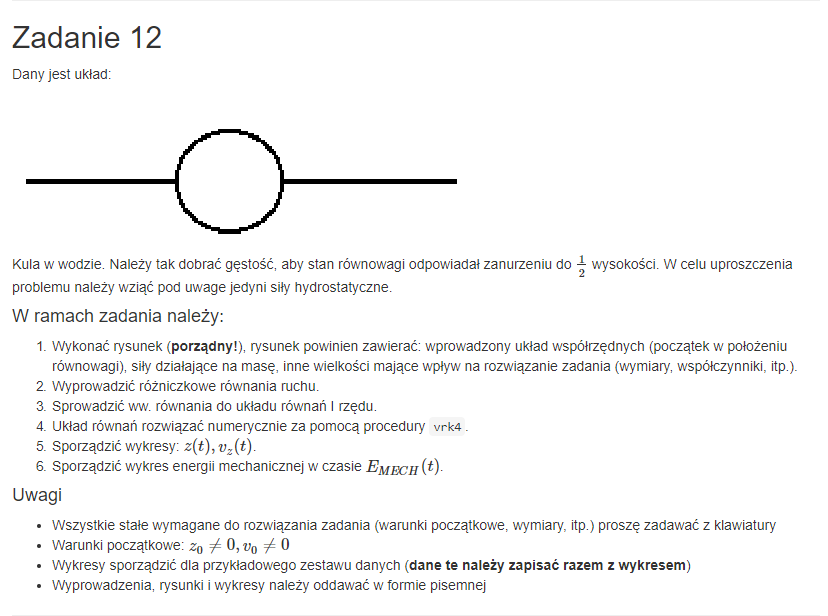 Zadanie 12
Dany jest układ:
Kula w wodzie. Należy tak dobrać gęstość, aby stan równowagi odpowiadał zanurzeniu do 1/2 wysokości. W celu uproszczenia
problemu należy wziąć pod uwage jedyni siły hydrostatyczne.
W ramach zadania należy:
1. Wykonać rysunek (porządny!), rysunek powinien zawierać: wprowadzony układ współrzędnych (początek w położeniu
równowagi), siły działające na masę, inne wielkości mające wpływ na rozwiązanie zadania (wymiary, współczynniki, itp.).
2. Wyprowadzić różniczkowe równania ruchu.
3. Sprowadzić ww. równania do układu równań I rzędu.
4. Układ równań rozwiązać numerycznie za pomocą procedury vrk4.
5. Sporządzić wykresy: z(t), v_z(t).
6. Sporządzić wykres energii mechanicznej w czasie E_MECH(t).
Uwagi
• Wszystkie stałe wymagane do rozwiązania zadania (warunki początkowe, wymiary, itp.) proszę zadawać z klawiatury
• Warunki początkowe: z_0 ≠ 0, v_0 ≠ 0
• Wykresy sporządzić dla przykładowego zestawu danych (dane te należy zapisać razem z wykresem)
• Wyprowadzenia, rysunki i wykresy należy oddawać w formie pisemnej